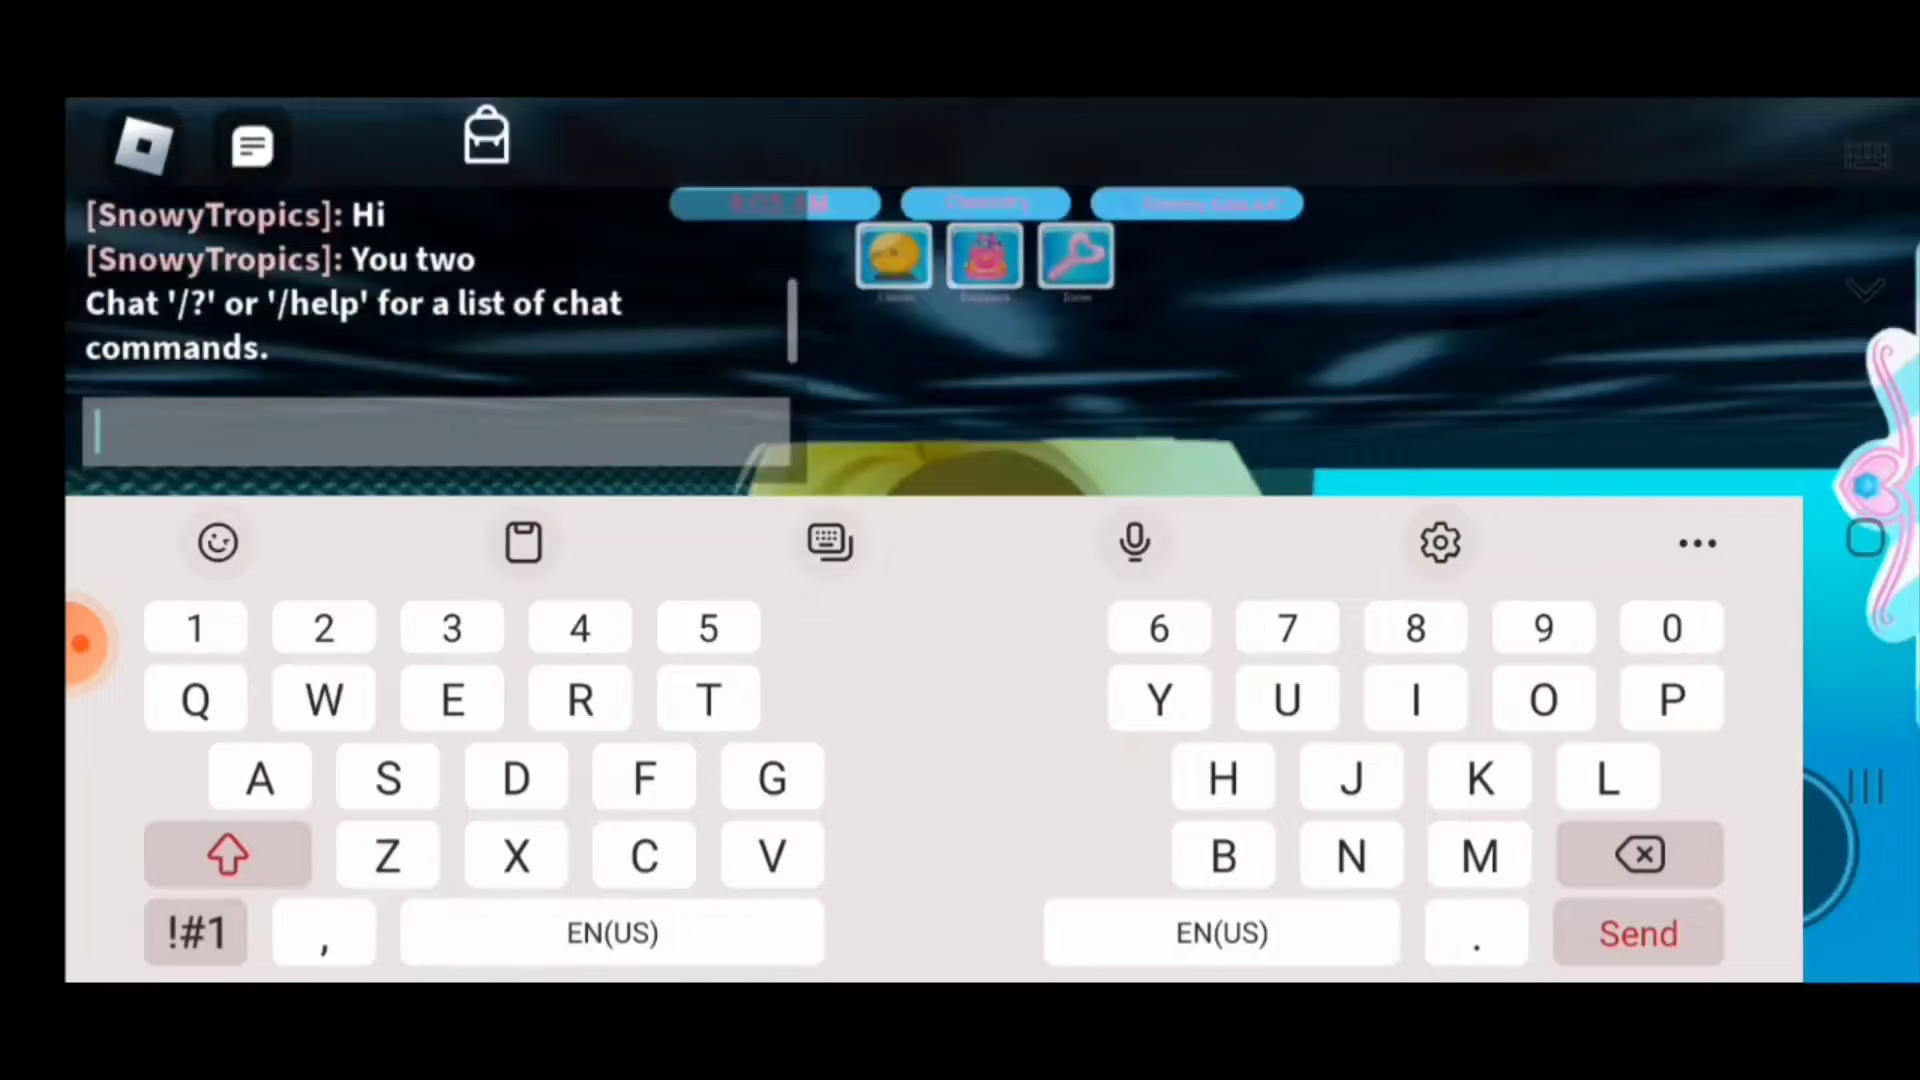 [SnowyTropics]: Hi
[SnowyTropics]: You two
Chat '/?' or '/help' for a list of chat
commands.
Chemistry
1 2 3 4 5 6 7 8 9 0
Q W E R T Y U I O P
A S D F G H J K L
Z X C V B N M
!#1 , EN(US) EN(US) . Send